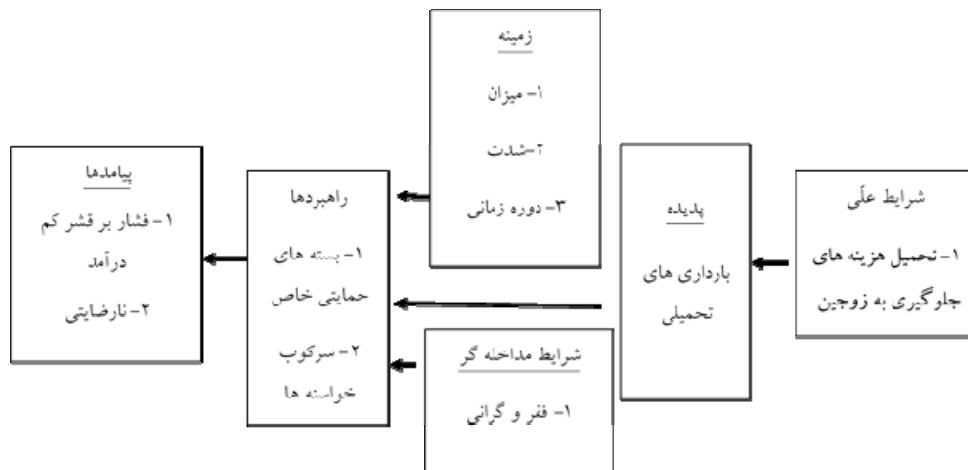 شرایط علّی
۱- تحمیل هزینه های
جلوگیری به زوجین
پدیده
بارداری های
تحمیلی
زمینه
۱- میزان
۲-شدت
۳- دوره زمانی
شرایط مداخله گر
۱- فقر و گرانی
راهبردها
۱- بسته های
حمایتی خاص
۲- سرکوب
خواسته ها
پیامدها
۱- فشار بر قشر کم
درآمد
۲-نارضایتی